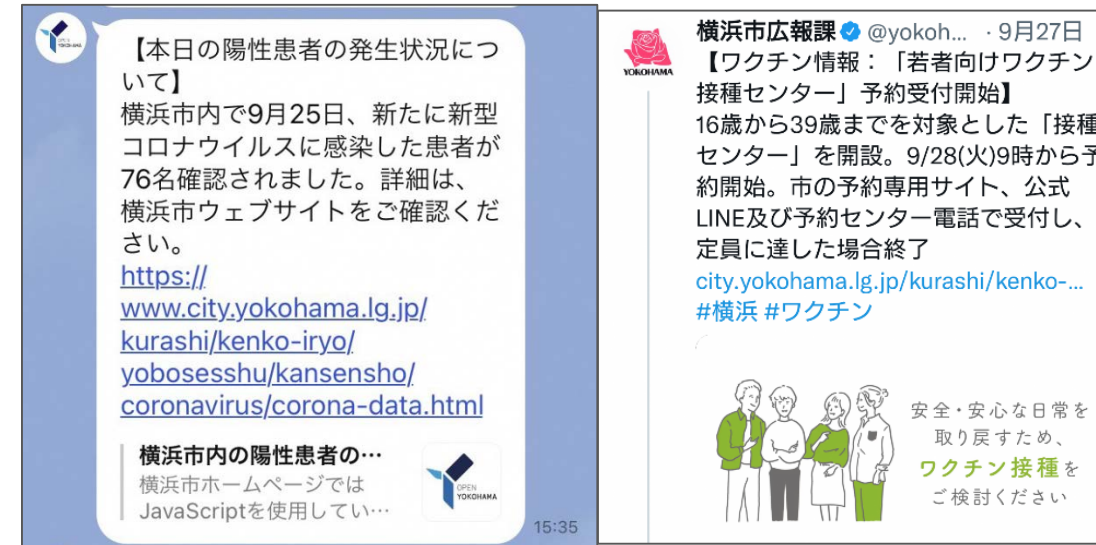 【本日の陽性患者の発生状況につ
いて】
横浜市内で9月25日、新たに新型
コロナウイルスに感染した患者が
76名確認されました。詳細は、
横浜市ウェブサイトをご確認くだ
さい。
https://
www.city.yokohama.lg.jp/
kurashi/kenko-iryo/
yobosesshu/kansensho/
coronavirus/corona-data.html
横浜市内の陽性患者の…
横浜市ホームページでは
JavaScriptを使用してい…
OPEN
YOKOHAMA
15:35
YOKOHAMA
横浜市広報課 @yokoh... ・9月27日
【ワクチン情報：「若者向けワクチン
接種センター」予約受付開始】
16歳から39歳までを対象とした「接種
センター」を開設。9/28(火)9時から予
約開始。市の予約専用サイト、公式
LINE及び予約センター電話で受付し、
定員に達した場合終了
city.yokohama.lg.jp/kurashi/kenko-...
#横浜 #ワクチン
安全・安心な日常を
取り戻すため、
ワクチン接種を
ご検討ください